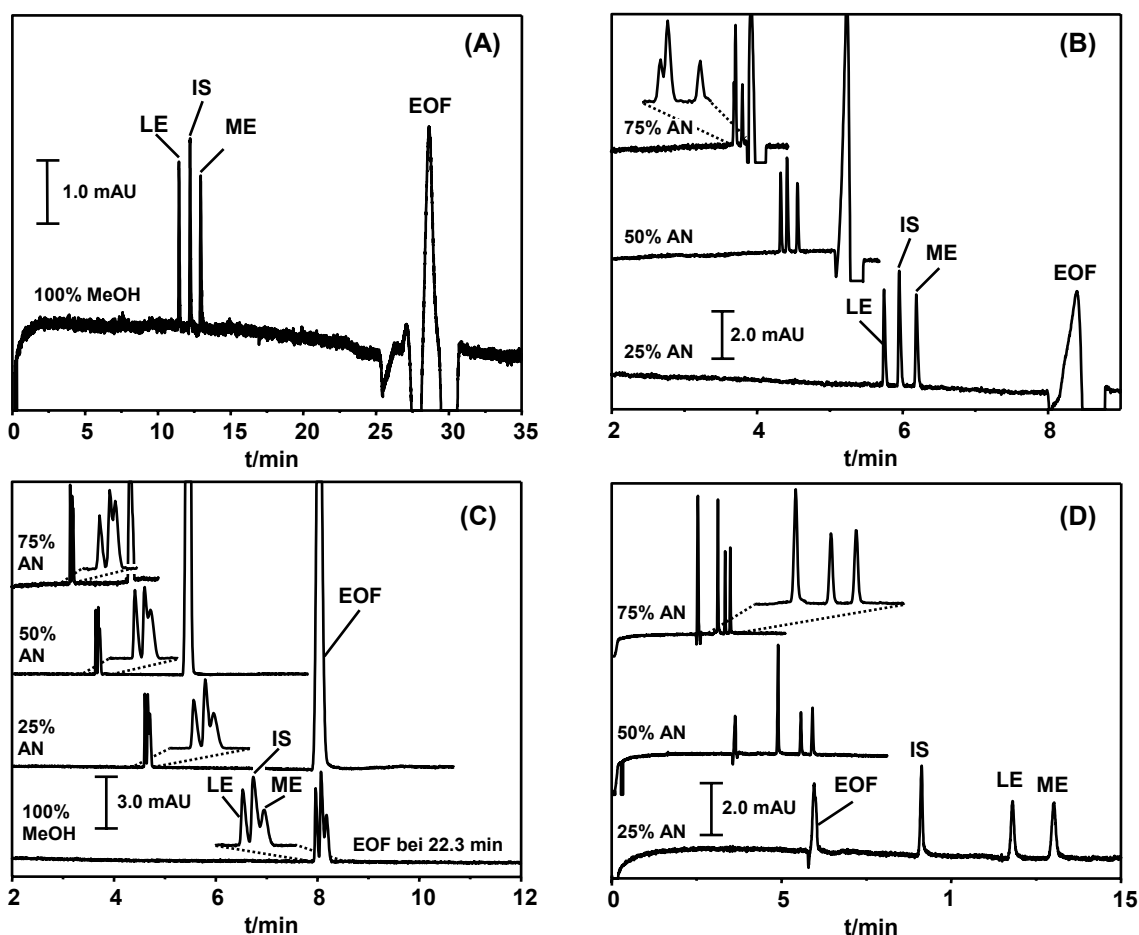 (A)
IS
LE
ME
EOF
1.0 mAU
100% MeOH
0 5 10 15 20 25 30 35
t/min
(B)
75% AN
50% AN
IS
ME
EOF
LE
2.0 mAU
25% AN
2 4 6 8
t/min
(C)
75%
AN
50%
AN
EOF
25%
AN
IS
LE
ME
3.0 mAU
100%
MeOH
EOF bei 22.3 min
2 4 6 8 10 12
t/min
(D)
75% AN
50% AN
IS
2.0 mAU
EOF
LE ME
25% AN
0 5 1 15
t/min